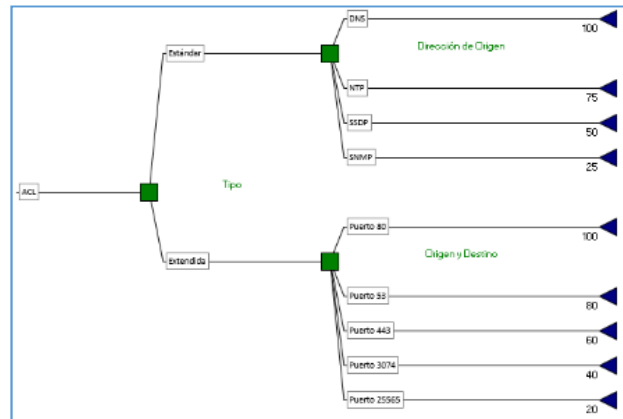 DNS
100
Estándar
Dirección de Origen
NTP
75
SSDP
50
SNMP
25
ACL
Tipo
Puerto 80
100
Extendida
Origen y Destino
Puerto 53
80
Puerto 443
60
Puerto 3074
40
Puerto 25565
20